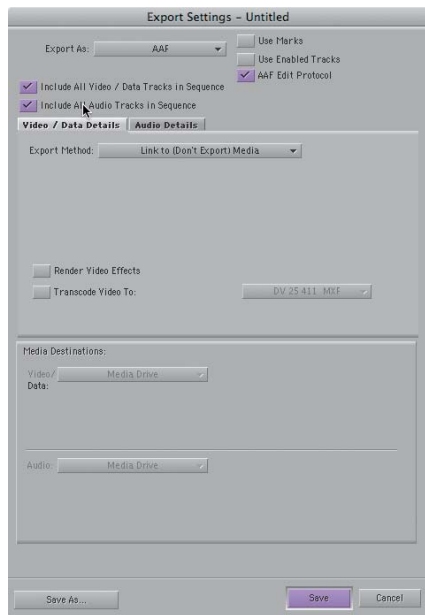 Export Settings - Untitled
Export As: AAF
Use Marks
Use Enabled Tracks
AAF Edit Protocol
Include All Video / Data Tracks in Sequence
Include All Audio Tracks in Sequence
Video / Data Details Audio Details
Export Method: Link to (Don't Export) Media
Render Video Effects
Transcode Video To: DV 25 411 MXF
Media Destinations:
Video/ Media Drive
Data:
Audio: Media Drive
Save As... Save Cancel